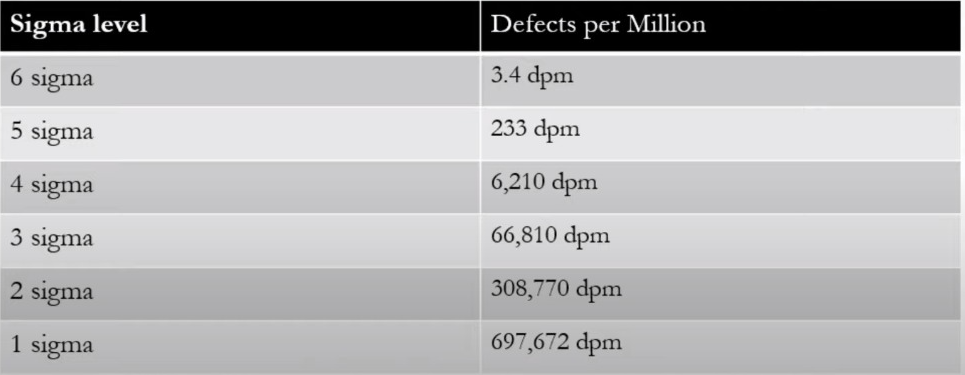 Sigma level Defects per Million
6 sigma 3.4 dpm
5 sigma 233 dpm
4 sigma 6,210 dpm
3 sigma 66,810 dpm
2 sigma 308,770 dpm
1 sigma 697,672 dpm